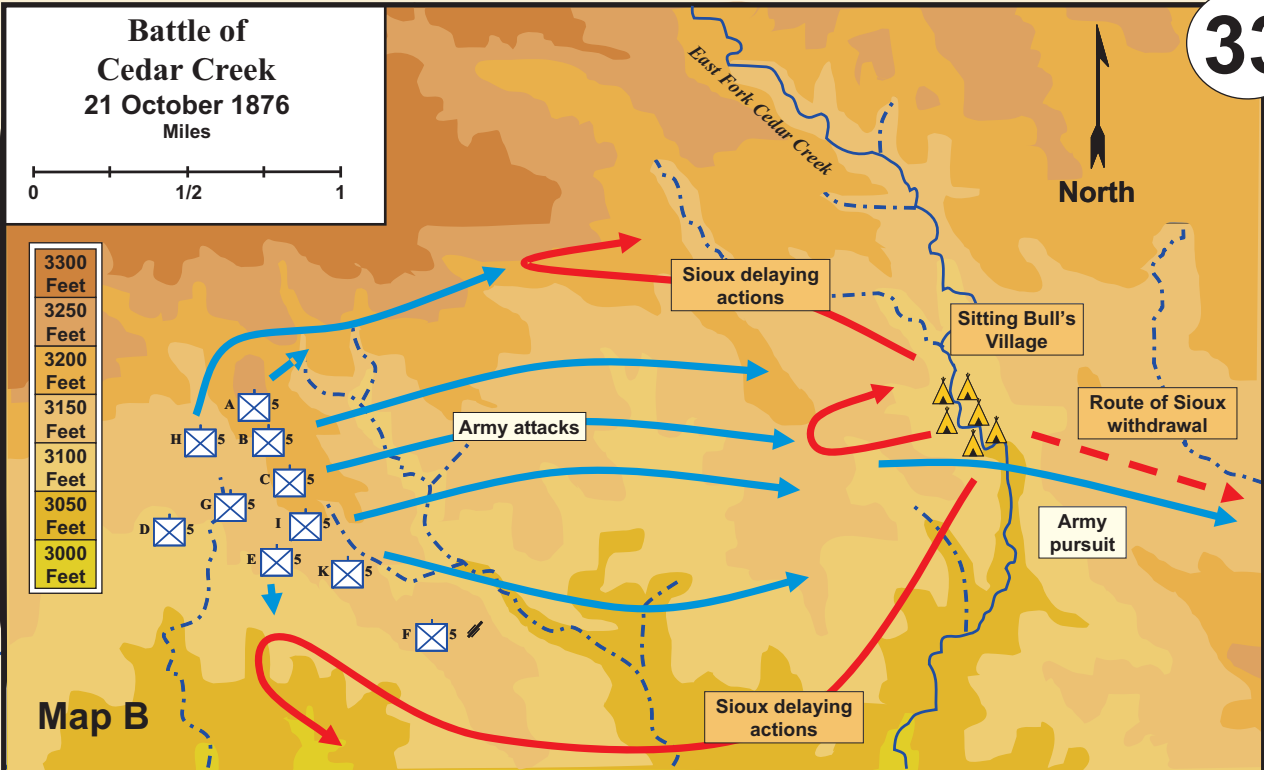 Battle of
Cedar Creek
21 October 1876
Miles
0 1/2 1
33
East Fork Cedar Creek
North
3300
Feet
3250
Feet
3200
Feet
3150
Feet
3100
Feet
3050
Feet
3000
Feet
Sioux delaying
actions
Sitting Bull's
Village
Route of Sioux
withdrawal
Army attacks
A 5
H 5
B 5
C 5
G 5
D 5
I 5
E 5
K 5
F 5
Army
pursuit
Sioux delaying
actions
Map B